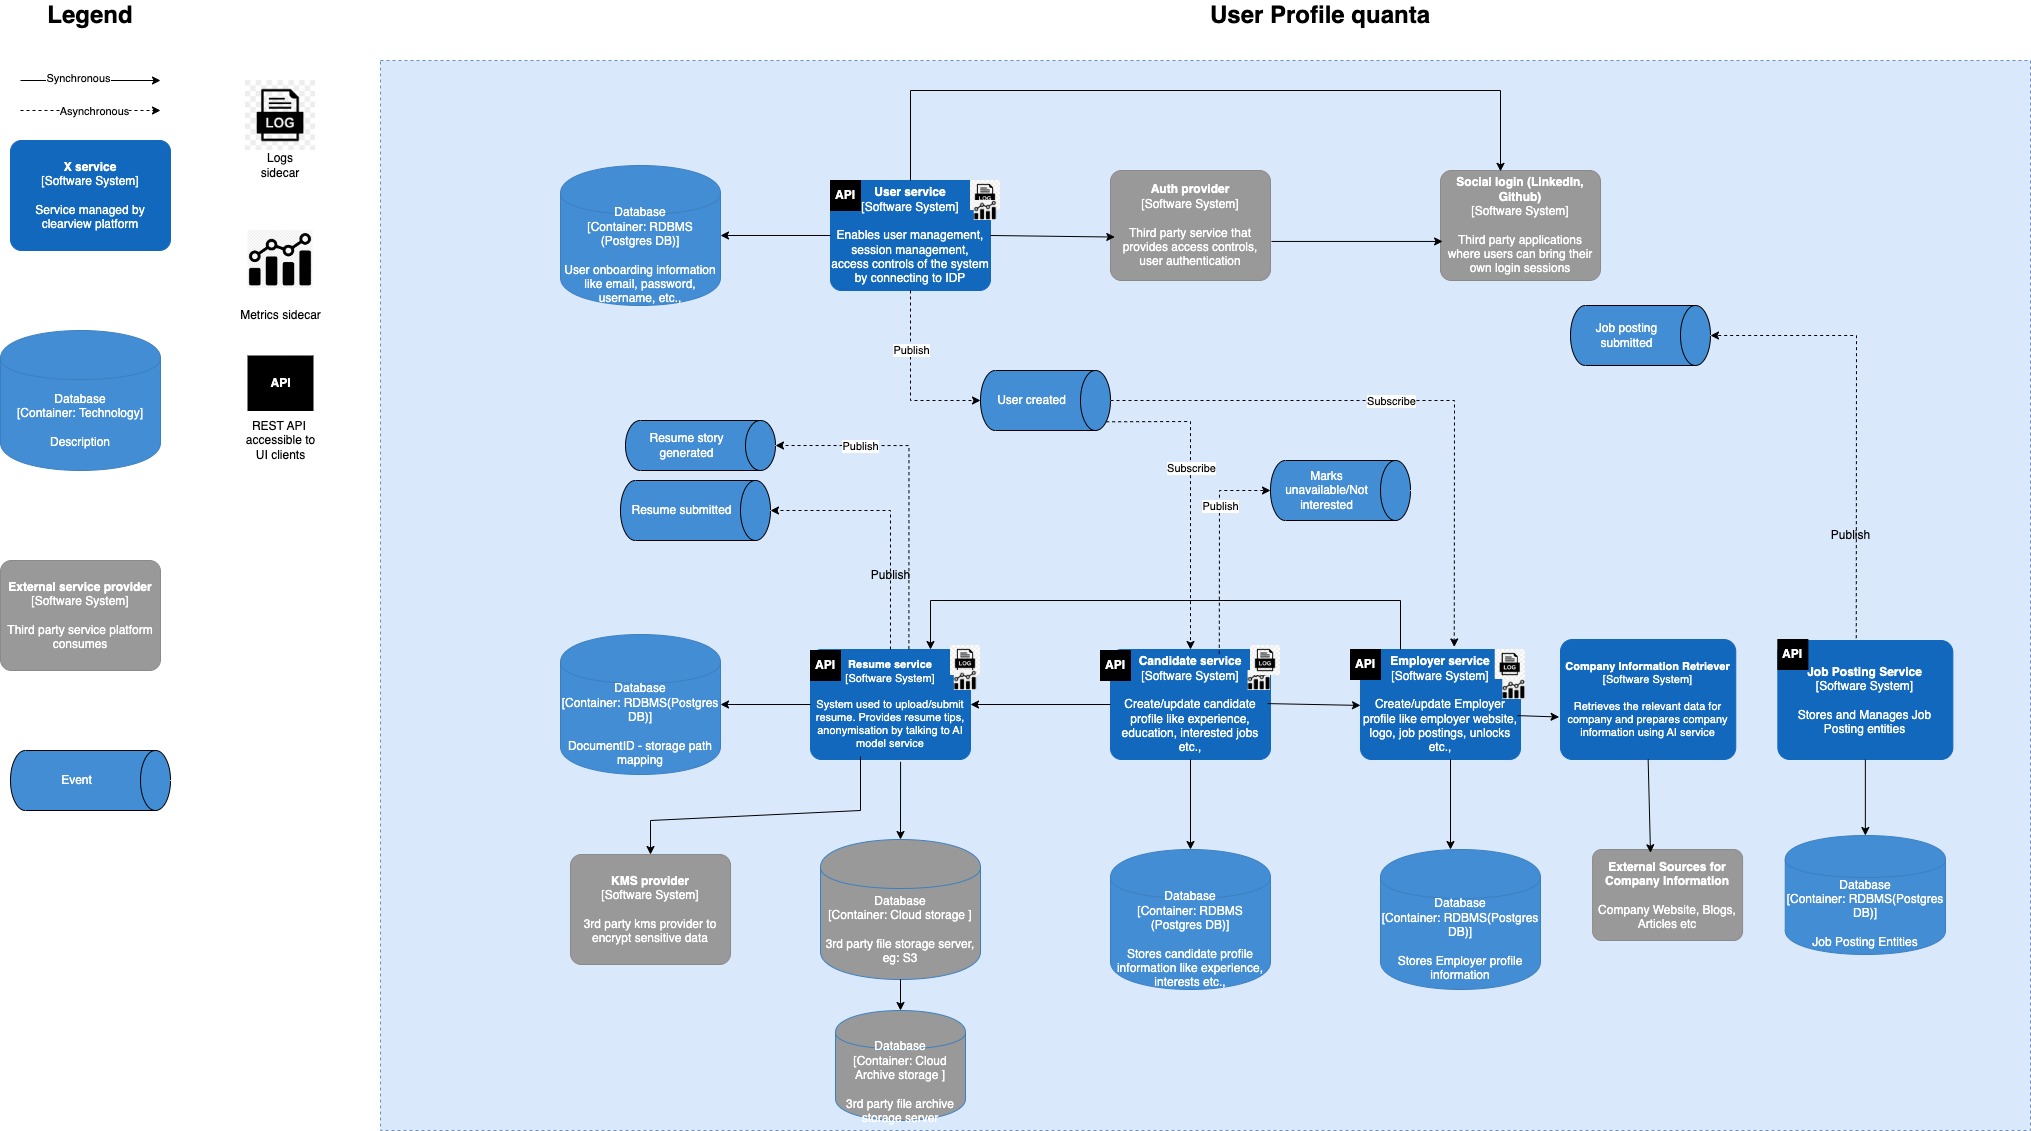 Legend
User Profile quanta
Synchronous
Asynchronous
LOG
Logs
sidecar
X service
[Software System]
Service managed by
clearview platform
Metrics sidecar
API
REST API
accessible to
UI clients
Database
[Container: Technology]
Description
External service provider
[Software System]
Third party service platform
consumes
Event
Database
[Container: RDBMS
(Postgres DB)]
User onboarding information
like email, password,
username, etc.,
API
User service
[Software System]
LOG
Enables user management,
session management,
access controls of the system
by connecting to IDP
Auth provider
[Software System]
Third party service that
provides access controls,
user authentication
Social login (LinkedIn,
Github)
[Software System]
Third party applications
where users can bring their
own login sessions
Job posting
submitted
Publish
User created
Subscribe
Resume story
generated
Publish
Subscribe
Marks
unavailable/Not
interested
Publish
Resume submitted
Publish
Publish
Database
[Container: RDBMS(Postgres
DB)]
DocumentID - storage path
mapping
API
Resume service
[Software System]
LOG
System used to upload/submit
resume. Provides resume tips,
anonymisation by talking to AI
model service
API
Candidate service
[Software System]
LOG
Create/update candidate
profile like experience,
education, interested jobs
etc.,
API
Employer service
[Software System]
LOG
Create/update Employer
profile like employer website,
logo, job postings, unlocks
etc.,
Company Information Retriever
[Software System]
Retrieves the relevant data for
company and prepares company
information using AI service
API
Job Posting Service
[Software System]
Stores and Manages Job
Posting entities
KMS provider
[Software System]
3rd party kms provider to
encrypt sensitive data
Database
[Container: Cloud storage ]
3rd party file storage server,
eg: S3
Database
[Container: RDBMS
(Postgres DB)]
Stores candidate profile
information like experience,
interests etc.,
Database
[Container: RDBMS(Postgres
DB)]
Stores Employer profile
information
External Sources for
Company Information
Company Website, Blogs,
Articles etc
Database
[Container: RDBMS(Postgres
DB)]
Job Posting Entities
Database
[Container: Cloud
Archive storage ]
3rd party file archive
storage server